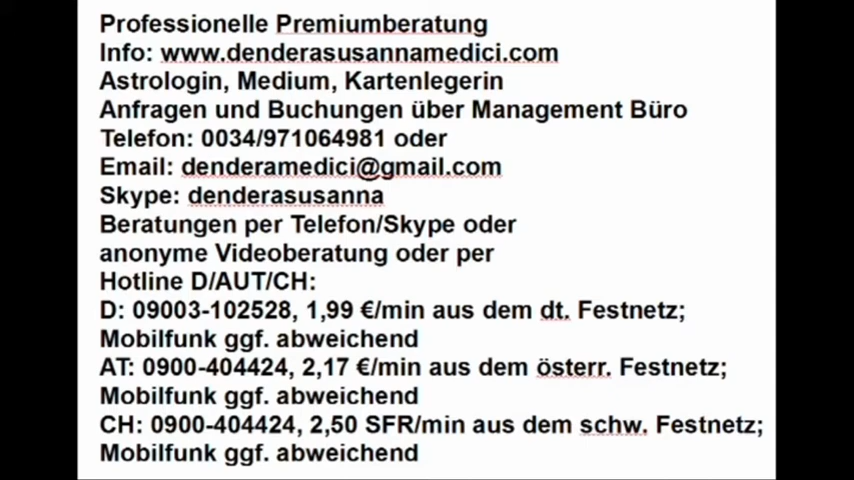 Professionelle Premiumberatung
Info: www.denderasusannamedici.com
Astrologin, Medium, Kartenlegerin
Anfragen und Buchungen über Management Büro
Telefon: 0034/971064981 oder
Email: denderamedici@gmail.com
Skype: denderasusanna
Beratungen per Telefon/Skype oder
anonyme Videoberatung oder per
Hotline D/AUT/CH:
D: 09003-102528, 1,99 €/min aus dem dt. Festnetz;
Mobilfunk ggf. abweichend
AT: 0900-404424, 2,17 €/min aus dem österr. Festnetz;
Mobilfunk ggf. abweichend
CH: 0900-404424, 2,50 SFR/min aus dem schw. Festnetz;
Mobilfunk ggf. abweichend